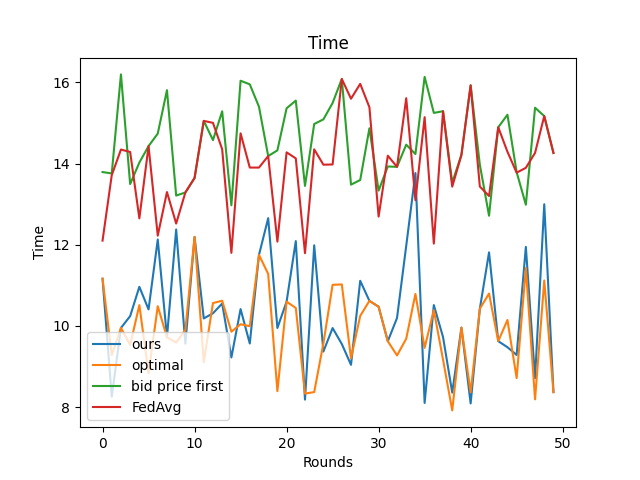 Time
Time
16
14
12
10
8
ours
optimal
bid price first
FedAvg
0 10 20 30 40 50
Rounds